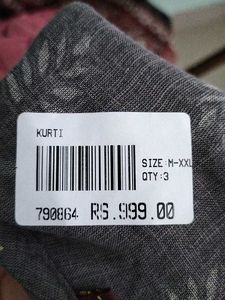 KURTI
SIZE:M-XXL
QTY:3
790864 RS.999.00